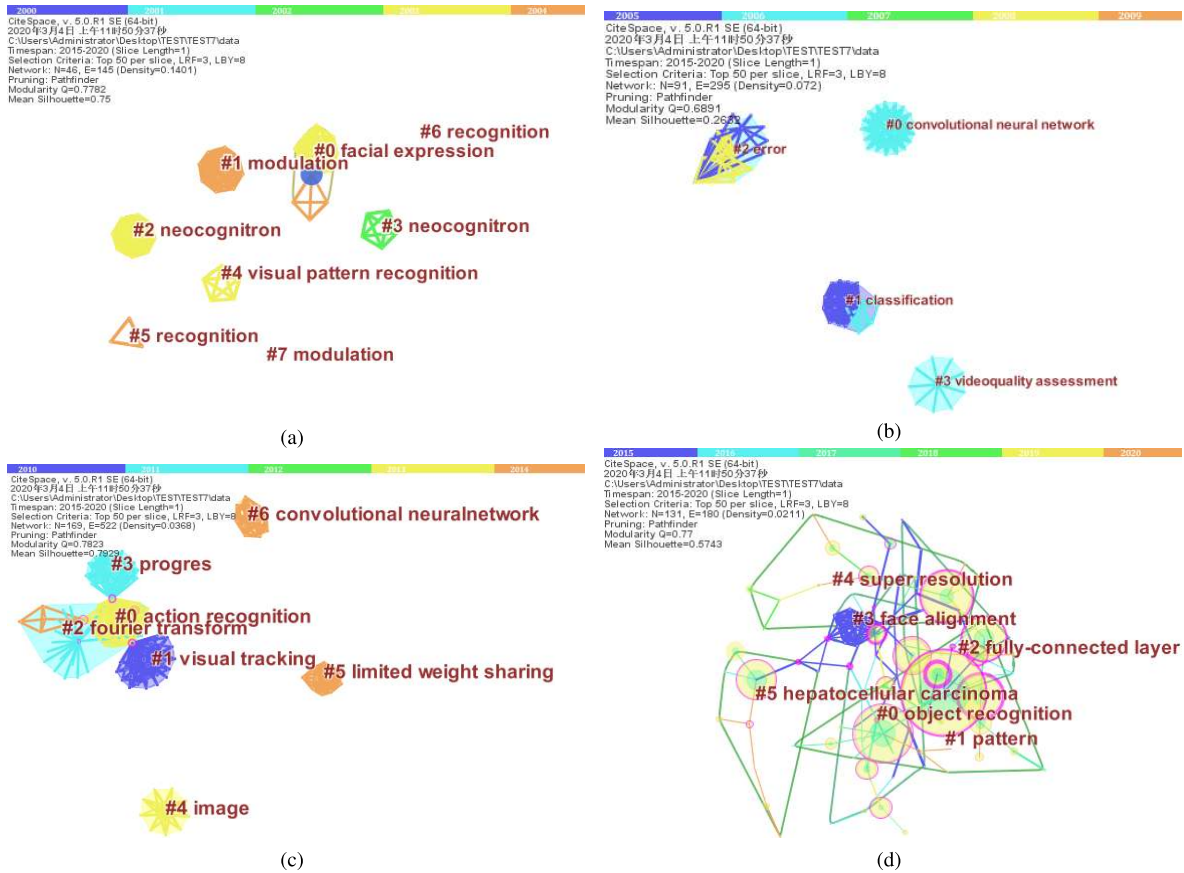 2000 2001 2002 2003 2004
CiteSpace, v. 5.0.R1 SE (64-bit)
2020年3月4日 上午11时50分37秒
C:\Users\Administrator\Desktop\TEST\TEST7\data
Timespan: 2015-2020 (Slice Length=1)
Selection Criteria: Top 50 per slice, LRF=3, LBY=8
Network: N=46, E=145 (Density=0.1401)
Pruning: Pathfinder
Modularity Q=0.7782
Mean Silhouette=0.75
#6 recognition
#0 facial expression
#1 modulation
#2 neocognitron
#3 neocognitron
#4 visual pattern recognition
#5 recognition
#7 modulation
(a)
2005 2006 2007 2008 2009
CiteSpace, v. 5.0.R1 SE (64-bit)
2020年3月4日 上午11时50分37秒
C:\Users\Administrator\Desktop\TEST\TEST7\data
Timespan: 2015-2020 (Slice Length=1)
Selection Criteria: Top 50 per slice, LRF=3, LBY=8
Network: N=91, E=295 (Density=0.072)
Pruning: Pathfinder
Modularity Q=0.6891
Mean Silhouette=0.2632
#0 convolutional neural network
#2 error
#1 classification
#3 videoquality assessment
(b)
2010 2011 2012 2013 2014
CiteSpace, v. 5.0.R1 SE (64-bit)
2020年3月4日 上午11时50分37秒
C:\Users\Administrator\Desktop\TEST\TEST7\data
Timespan: 2015-2020 (Slice Length=1)
Selection Criteria: Top 50 per slice, LRF=3, LBY=8
Network: N=169, E=522 (Density=0.0368)
Pruning: Pathfinder
Modularity Q=0.7823
Mean Silhouette=0.7929
#6 convolutional neuralnetwork
#3 progres
#0 action recognition
#2 fourier transform
#1 visual tracking
#5 limited weight sharing
#4 image
(c)
2015 2016 2017 2018 2019 2020
CiteSpace, v. 5.0.R1 SE (64-bit)
2020年3月4日 上午11时50分37秒
C:\Users\Administrator\Desktop\TEST\TEST7\data
Timespan: 2015-2020 (Slice Length=1)
Selection Criteria: Top 50 per slice, LRF=3, LBY=8
Network: N=131, E=180 (Density=0.0211)
Pruning: Pathfinder
Modularity Q=0.77
Mean Silhouette=0.5743
#4 super resolution
#3 face alignment
#2 fully-connected layer
#5 hepatocellular carcinoma
#0 object recognition
#1 pattern
(d)